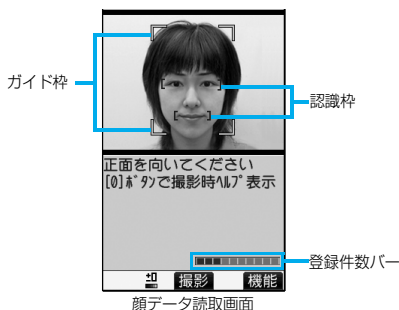 ガイド枠
認識枠
正面を向いてください
[0]ﾎﾞﾀﾝで撮影時ﾍﾙﾌﾟ表示
登録件数バー
±0 撮影 機能
顔データ読取画面